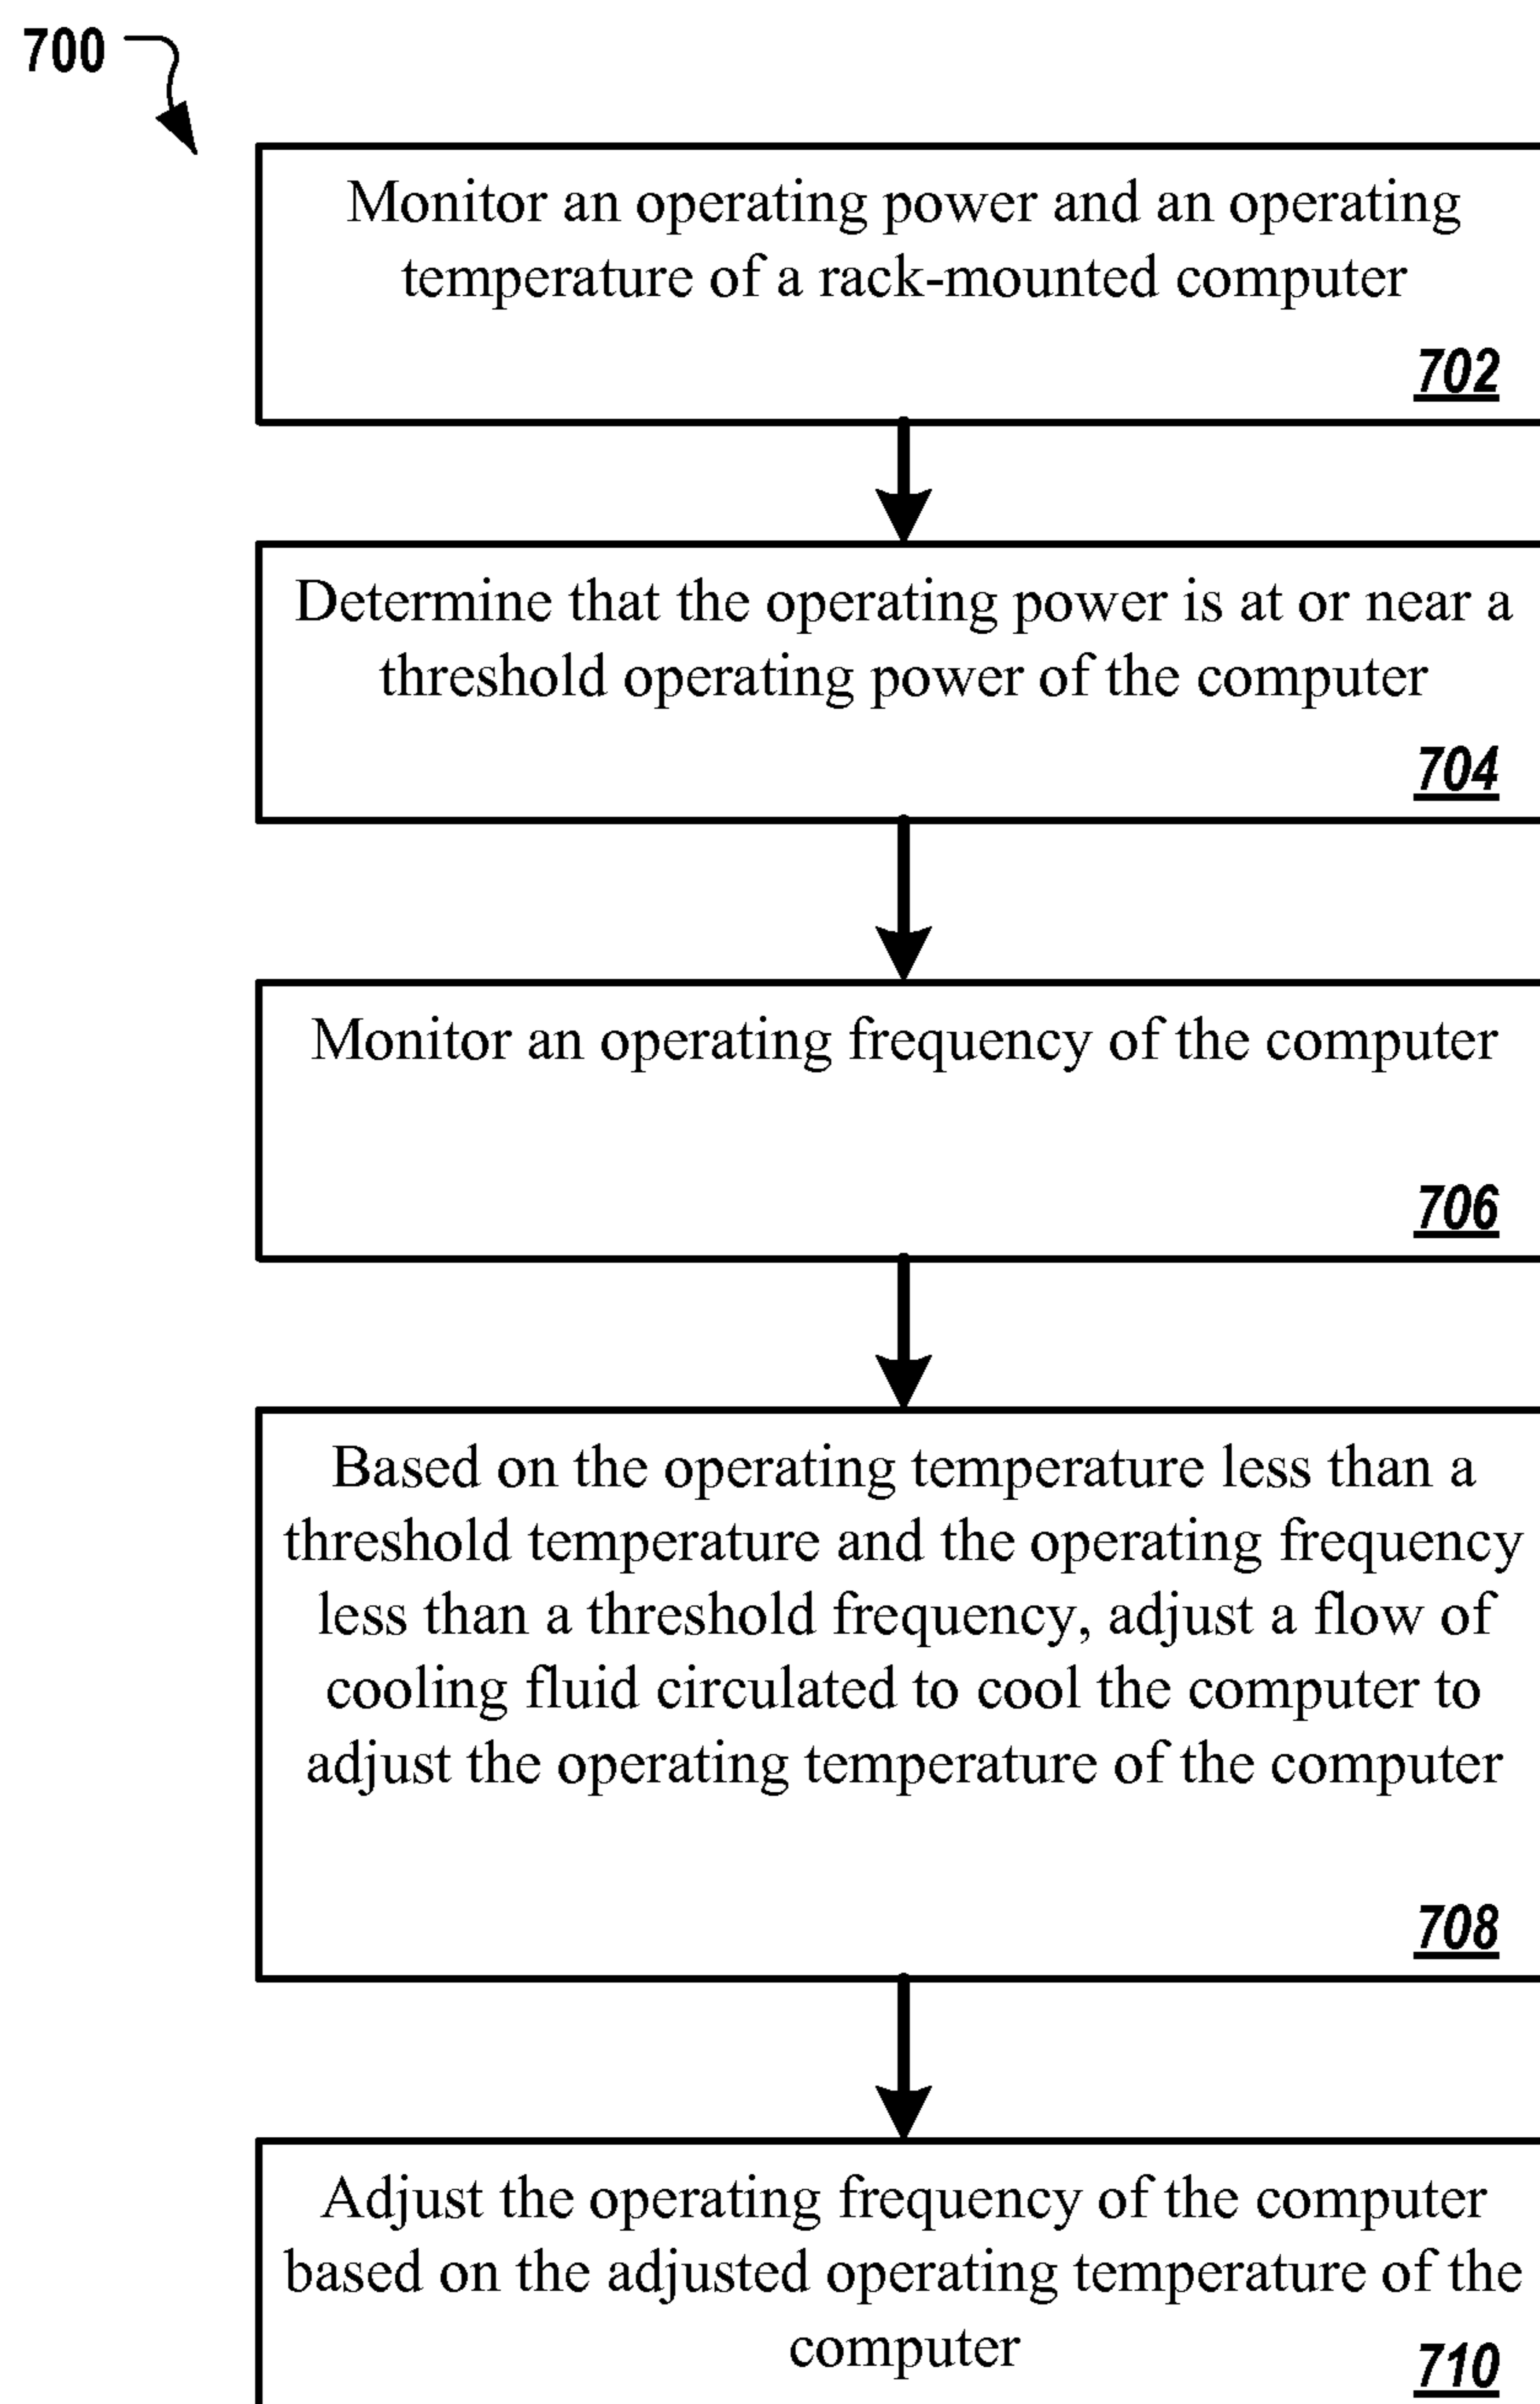 700
Monitor an operating power and an operating
temperature of a rack-mounted computer
702
Determine that the operating power is at or near a
threshold operating power of the computer
704
Monitor an operating frequency of the computer
706
Based on the operating temperature less than a
threshold temperature and the operating frequency
less than a threshold frequency, adjust a flow of
cooling fluid circulated to cool the computer to
adjust the operating temperature of the computer
708
Adjust the operating frequency of the computer
based on the adjusted operating temperature of the
computer
710